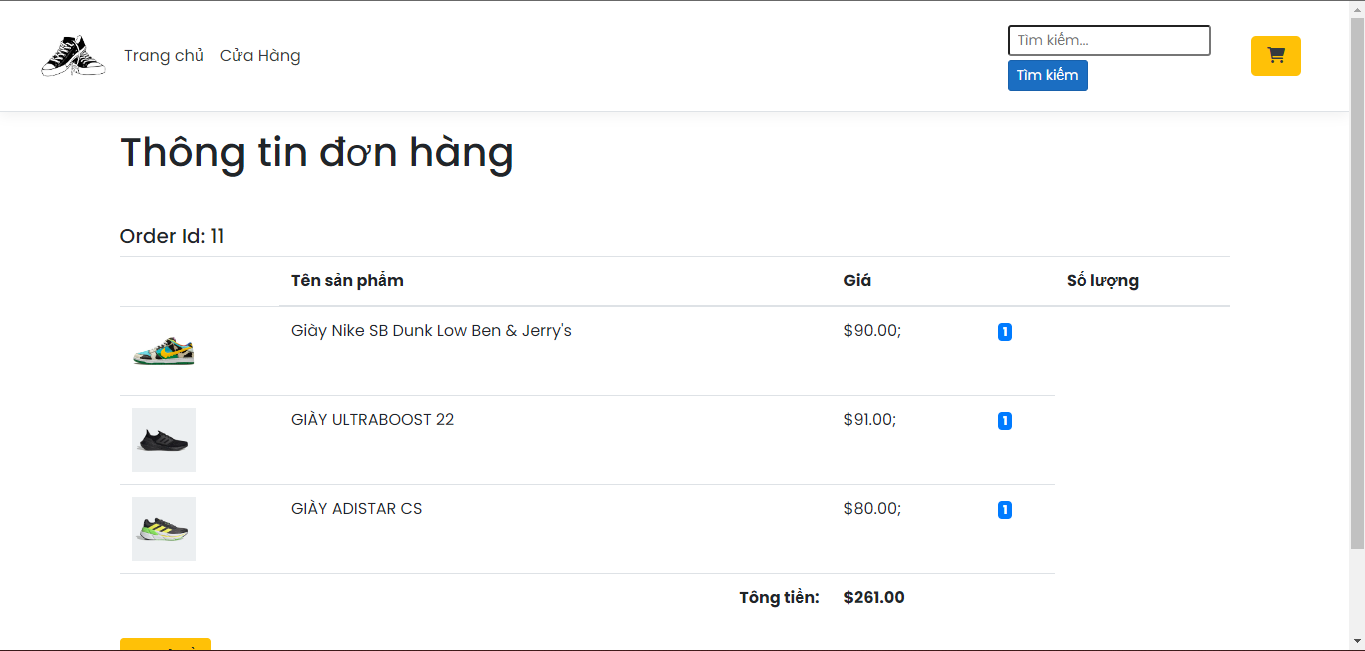 Trang chủ Cửa Hàng
Tìm kiếm...
Tìm kiếm
Thông tin đơn hàng
Order Id: 11
Tên sản phẩm Giá Số lượng
Giày Nike SB Dunk Low Ben & Jerry's $90.00; 1
GIÀY ULTRABOOST 22 $91.00; 1
GIÀY ADISTAR CS $80.00; 1
Tông tiền: $261.00